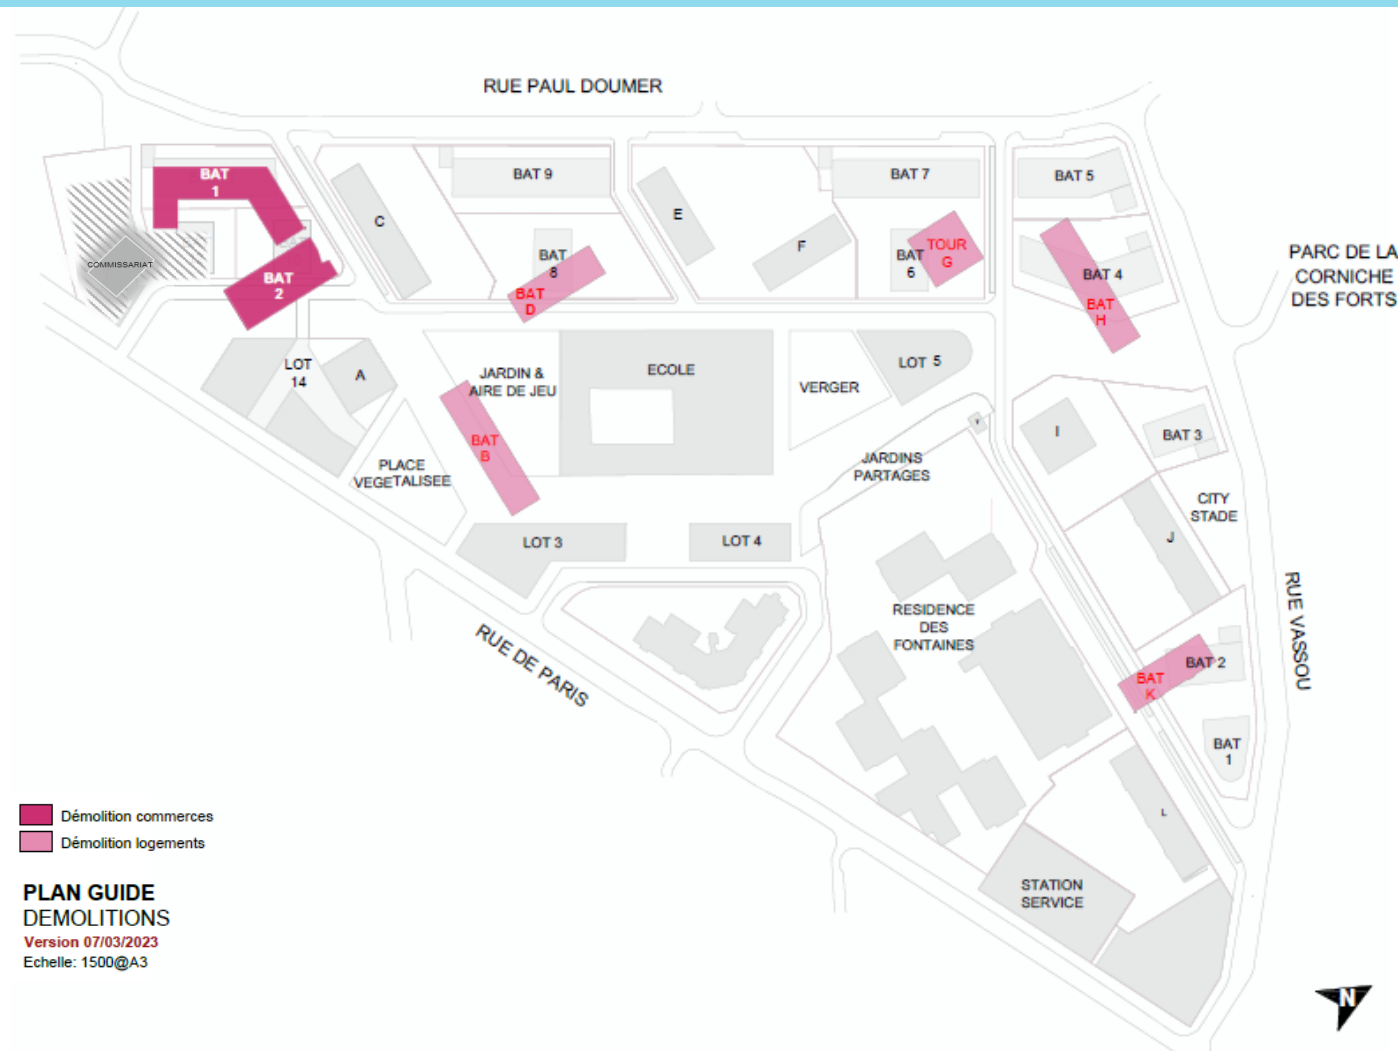 RUE PAUL DOUMER
BAT
1
BAT 9
BAT 7
BAT 5
C
E
F
BAT
8
BAT
D
BAT
6
TOUR
G
BAT 4
BAT
H
PARC DE LA
CORNICHE
DES FORTS
COMMISSARIAT
BAT
2
LOT
14
A
JARDIN &
AIRE DE JEU
ECOLE
VERGER
LOT 5
BAT
B
PLACE
VEGETALISEE
JARDINS
PARTAGES
I
BAT 3
CITY
STADE
J
LOT 3
LOT 4
RESIDENCE
DES
FONTAINES
RUE DE PARIS
RUE VASSOU
BAT 2
BAT
K
BAT
1
L
STATION
SERVICE
Démolition commerces
Démolition logements
PLAN GUIDE
DEMOLITIONS
Version 07/03/2023
Echelle: 1500@A3
N